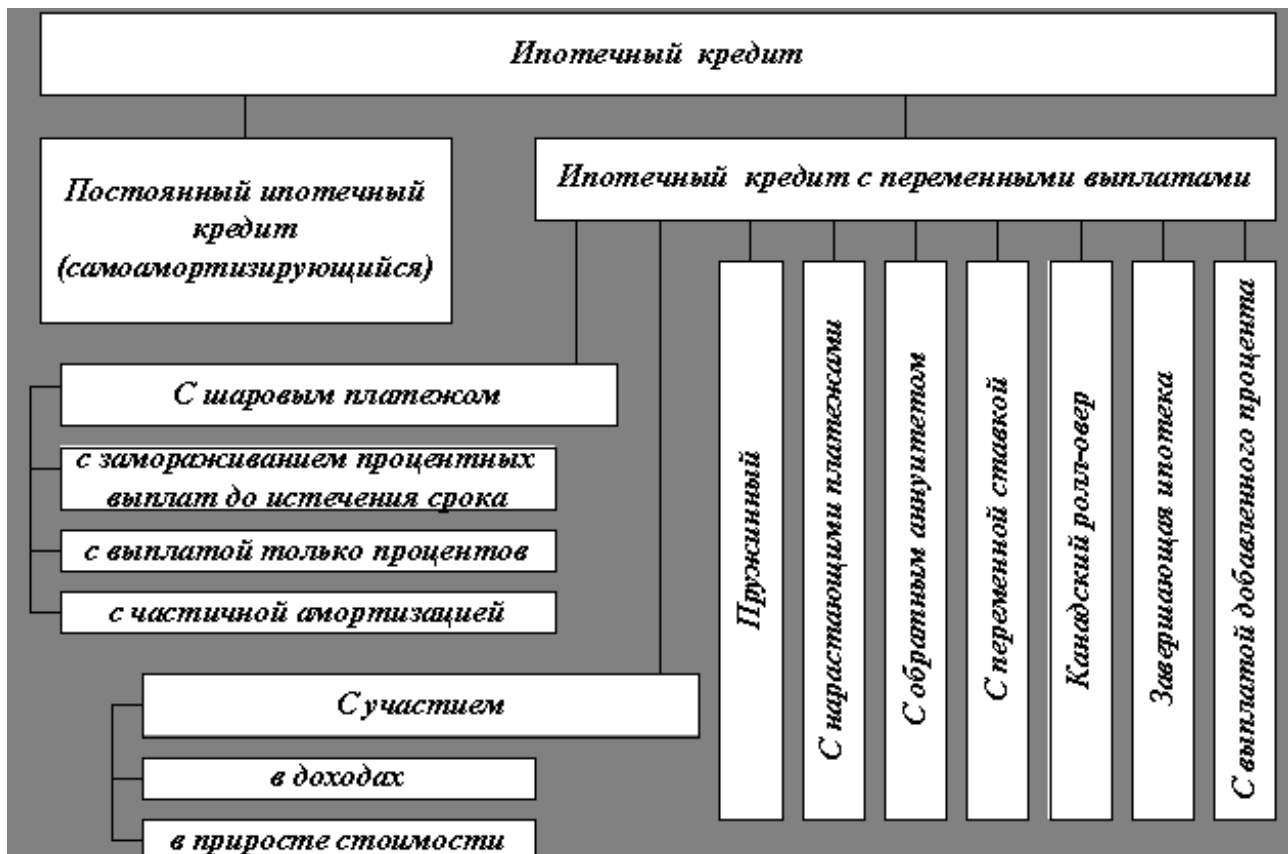 Ипотечный кредит
Постоянный ипотечный
кредит
(самоамортизирующийся)
Ипотечный кредит с переменными выплатами
С шаровым платежом
с замораживанием процентных
выплат до истечения срока
с выплатой только процентов
с частичной амортизацией
С участием
в доходах
в приросте стоимости
Пружинный
С нарастающими платежами
С обратным аннуитетом
С переменной ставкой
Канадский ролл-овер
Завершающая ипотека
С выплатой добавленного процента